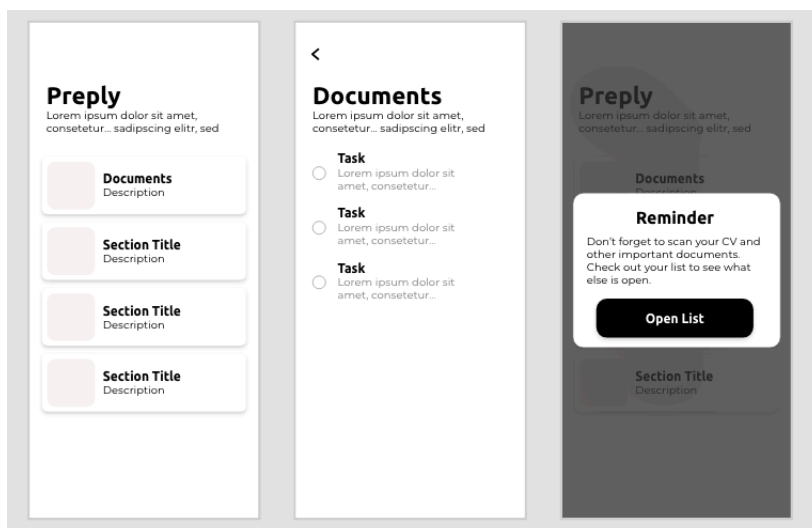 Preply
Lorem ipsum dolor sit amet,
consetetur... sadipscing elitr, sed
Documents
Description
Section Title
Description
Section Title
Description
Section Title
Description
Documents
Lorem ipsum dolor sit amet,
consetetur... sadipscing elitr, sed
Task
Lorem ipsum dolor sit
amet, consetetur...
Task
Lorem ipsum dolor sit
amet, consetetur...
Task
Lorem ipsum dolor sit
amet, consetetur...
Preply
Lorem ipsum dolor sit amet,
consetetur... sadipscing elitr, sed
Documents
Description
Reminder
Don't forget to scan your CV and
other important documents.
Check out your list to see what
else is open.
Open List
Section Title
Description